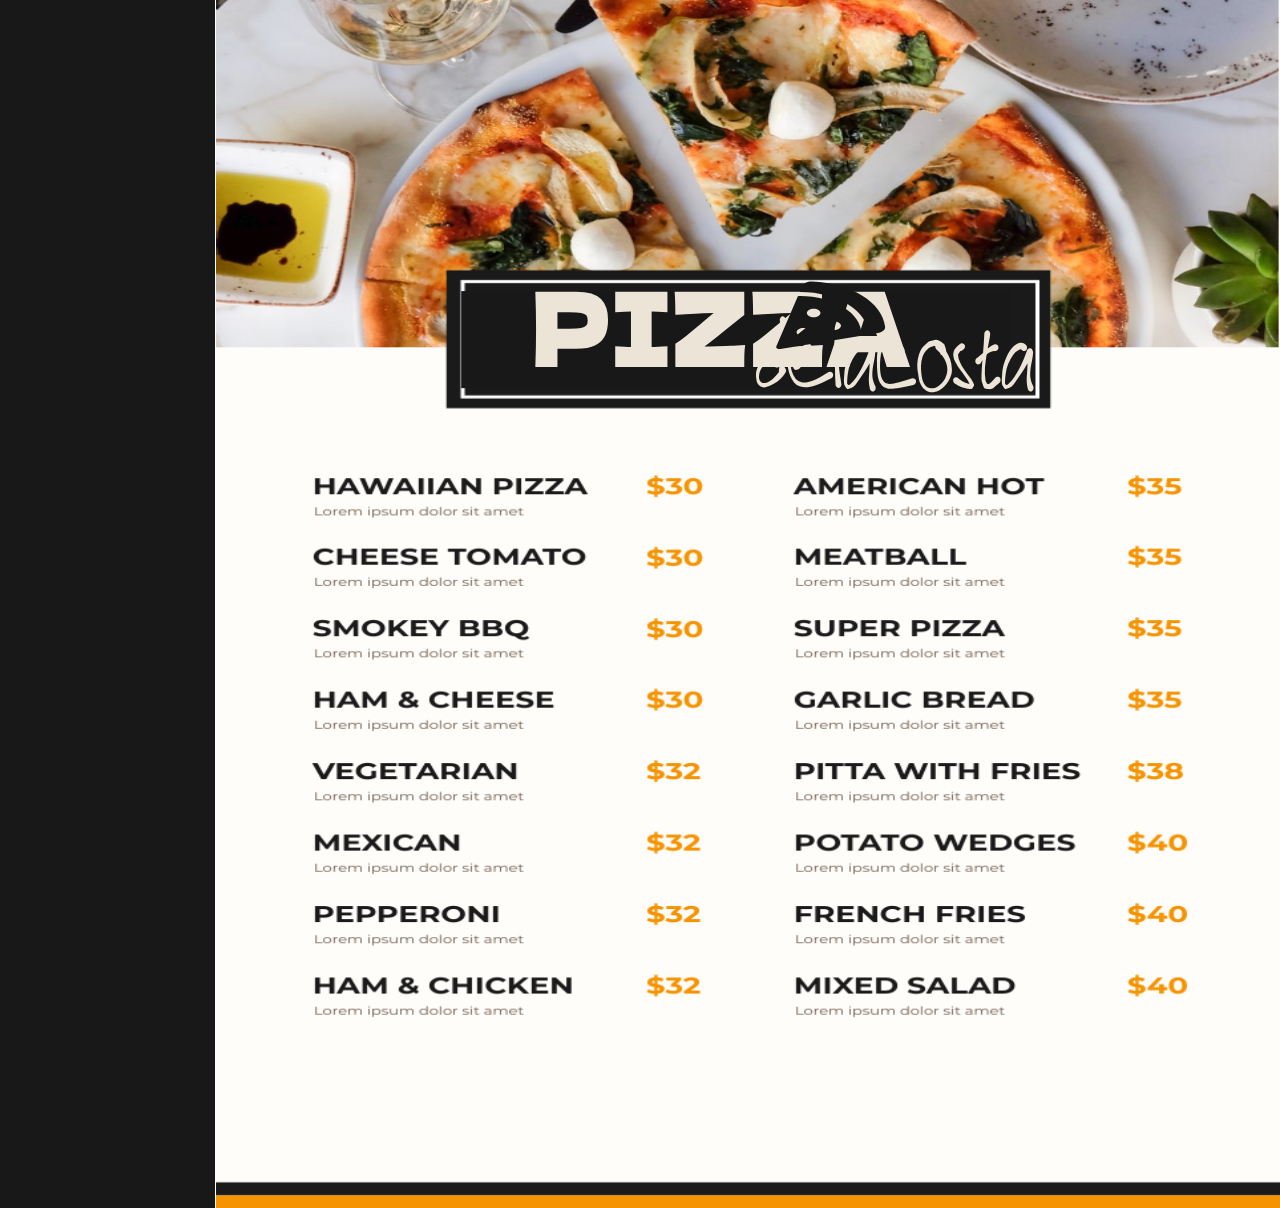 PIZZA
Costa
HAWAIIAN PIZZA $30
Lorem ipsum dolor sit amet
CHEESE TOMATO $30
Lorem ipsum dolor sit amet
SMOKEY BBQ $30
Lorem ipsum dolor sit amet
HAM & CHEESE $30
Lorem ipsum dolor sit amet
VEGETARIAN $32
Lorem ipsum dolor sit amet
MEXICAN $32
Lorem ipsum dolor sit amet
PEPPERONI $32
Lorem ipsum dolor sit amet
HAM & CHICKEN $32
Lorem ipsum dolor sit amet
AMERICAN HOT $35
Lorem ipsum dolor sit amet
MEATBALL $35
Lorem ipsum dolor sit amet
SUPER PIZZA $35
Lorem ipsum dolor sit amet
GARLIC BREAD $35
Lorem ipsum dolor sit amet
PITTA WITH FRIES $38
Lorem ipsum dolor sit amet
POTATO WEDGES $40
Lorem ipsum dolor sit amet
FRENCH FRIES $40
Lorem ipsum dolor sit amet
MIXED SALAD $40
Lorem ipsum dolor sit amet